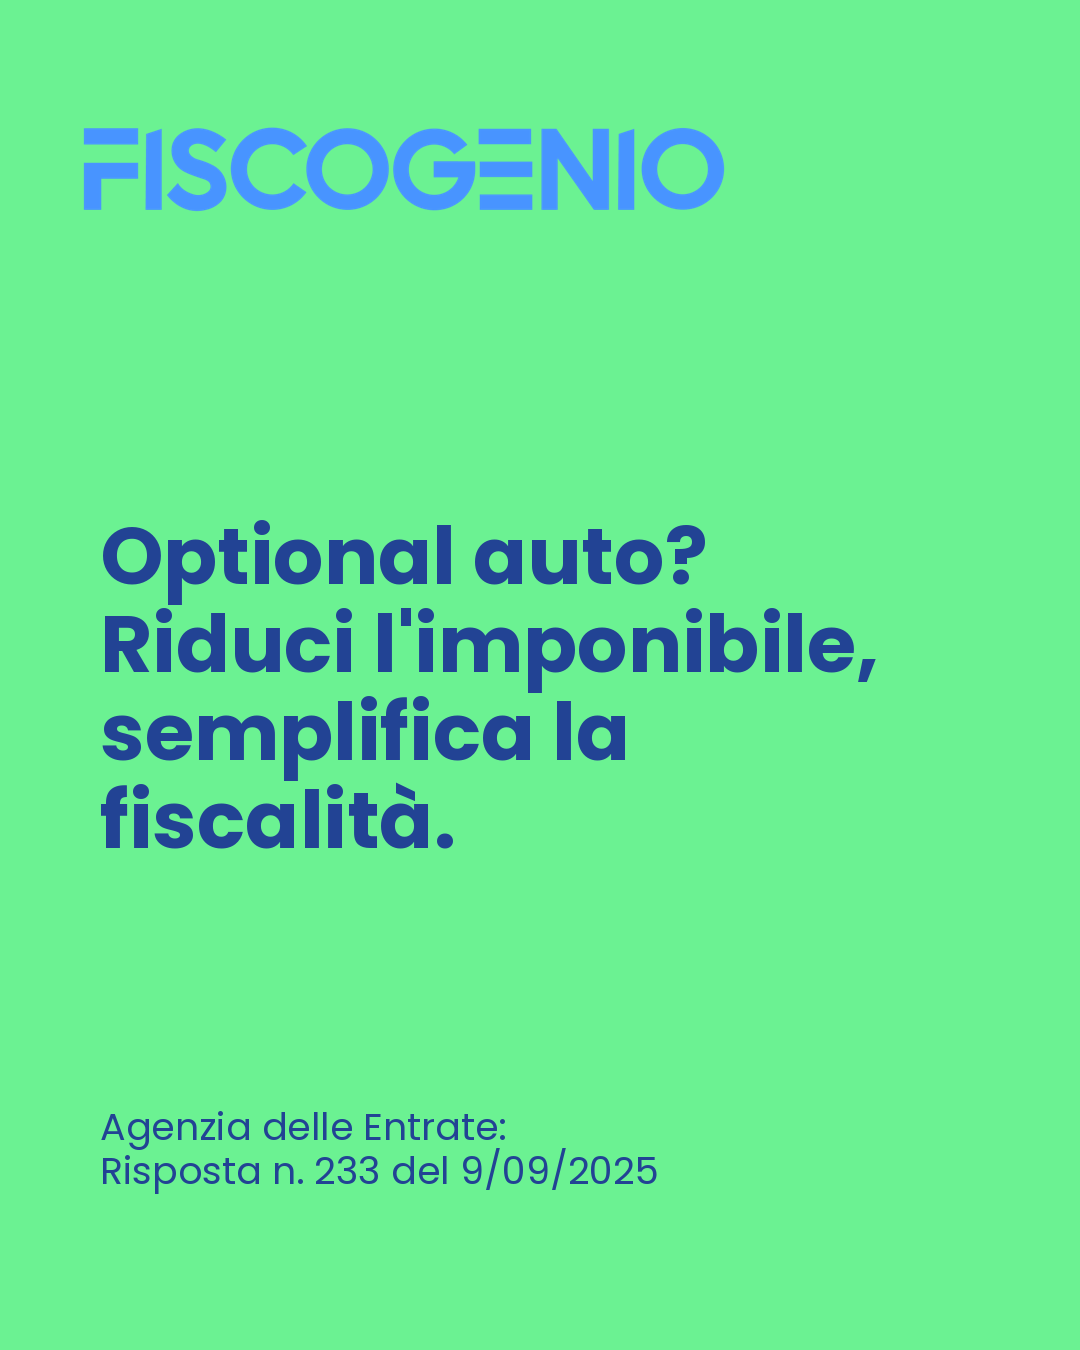 FISCOGENIO
Optional auto?
Riduci l'imponibile,
semplifica la
fiscalità.
Agenzia delle Entrate:
Risposta n. 233 del 9/09/2025